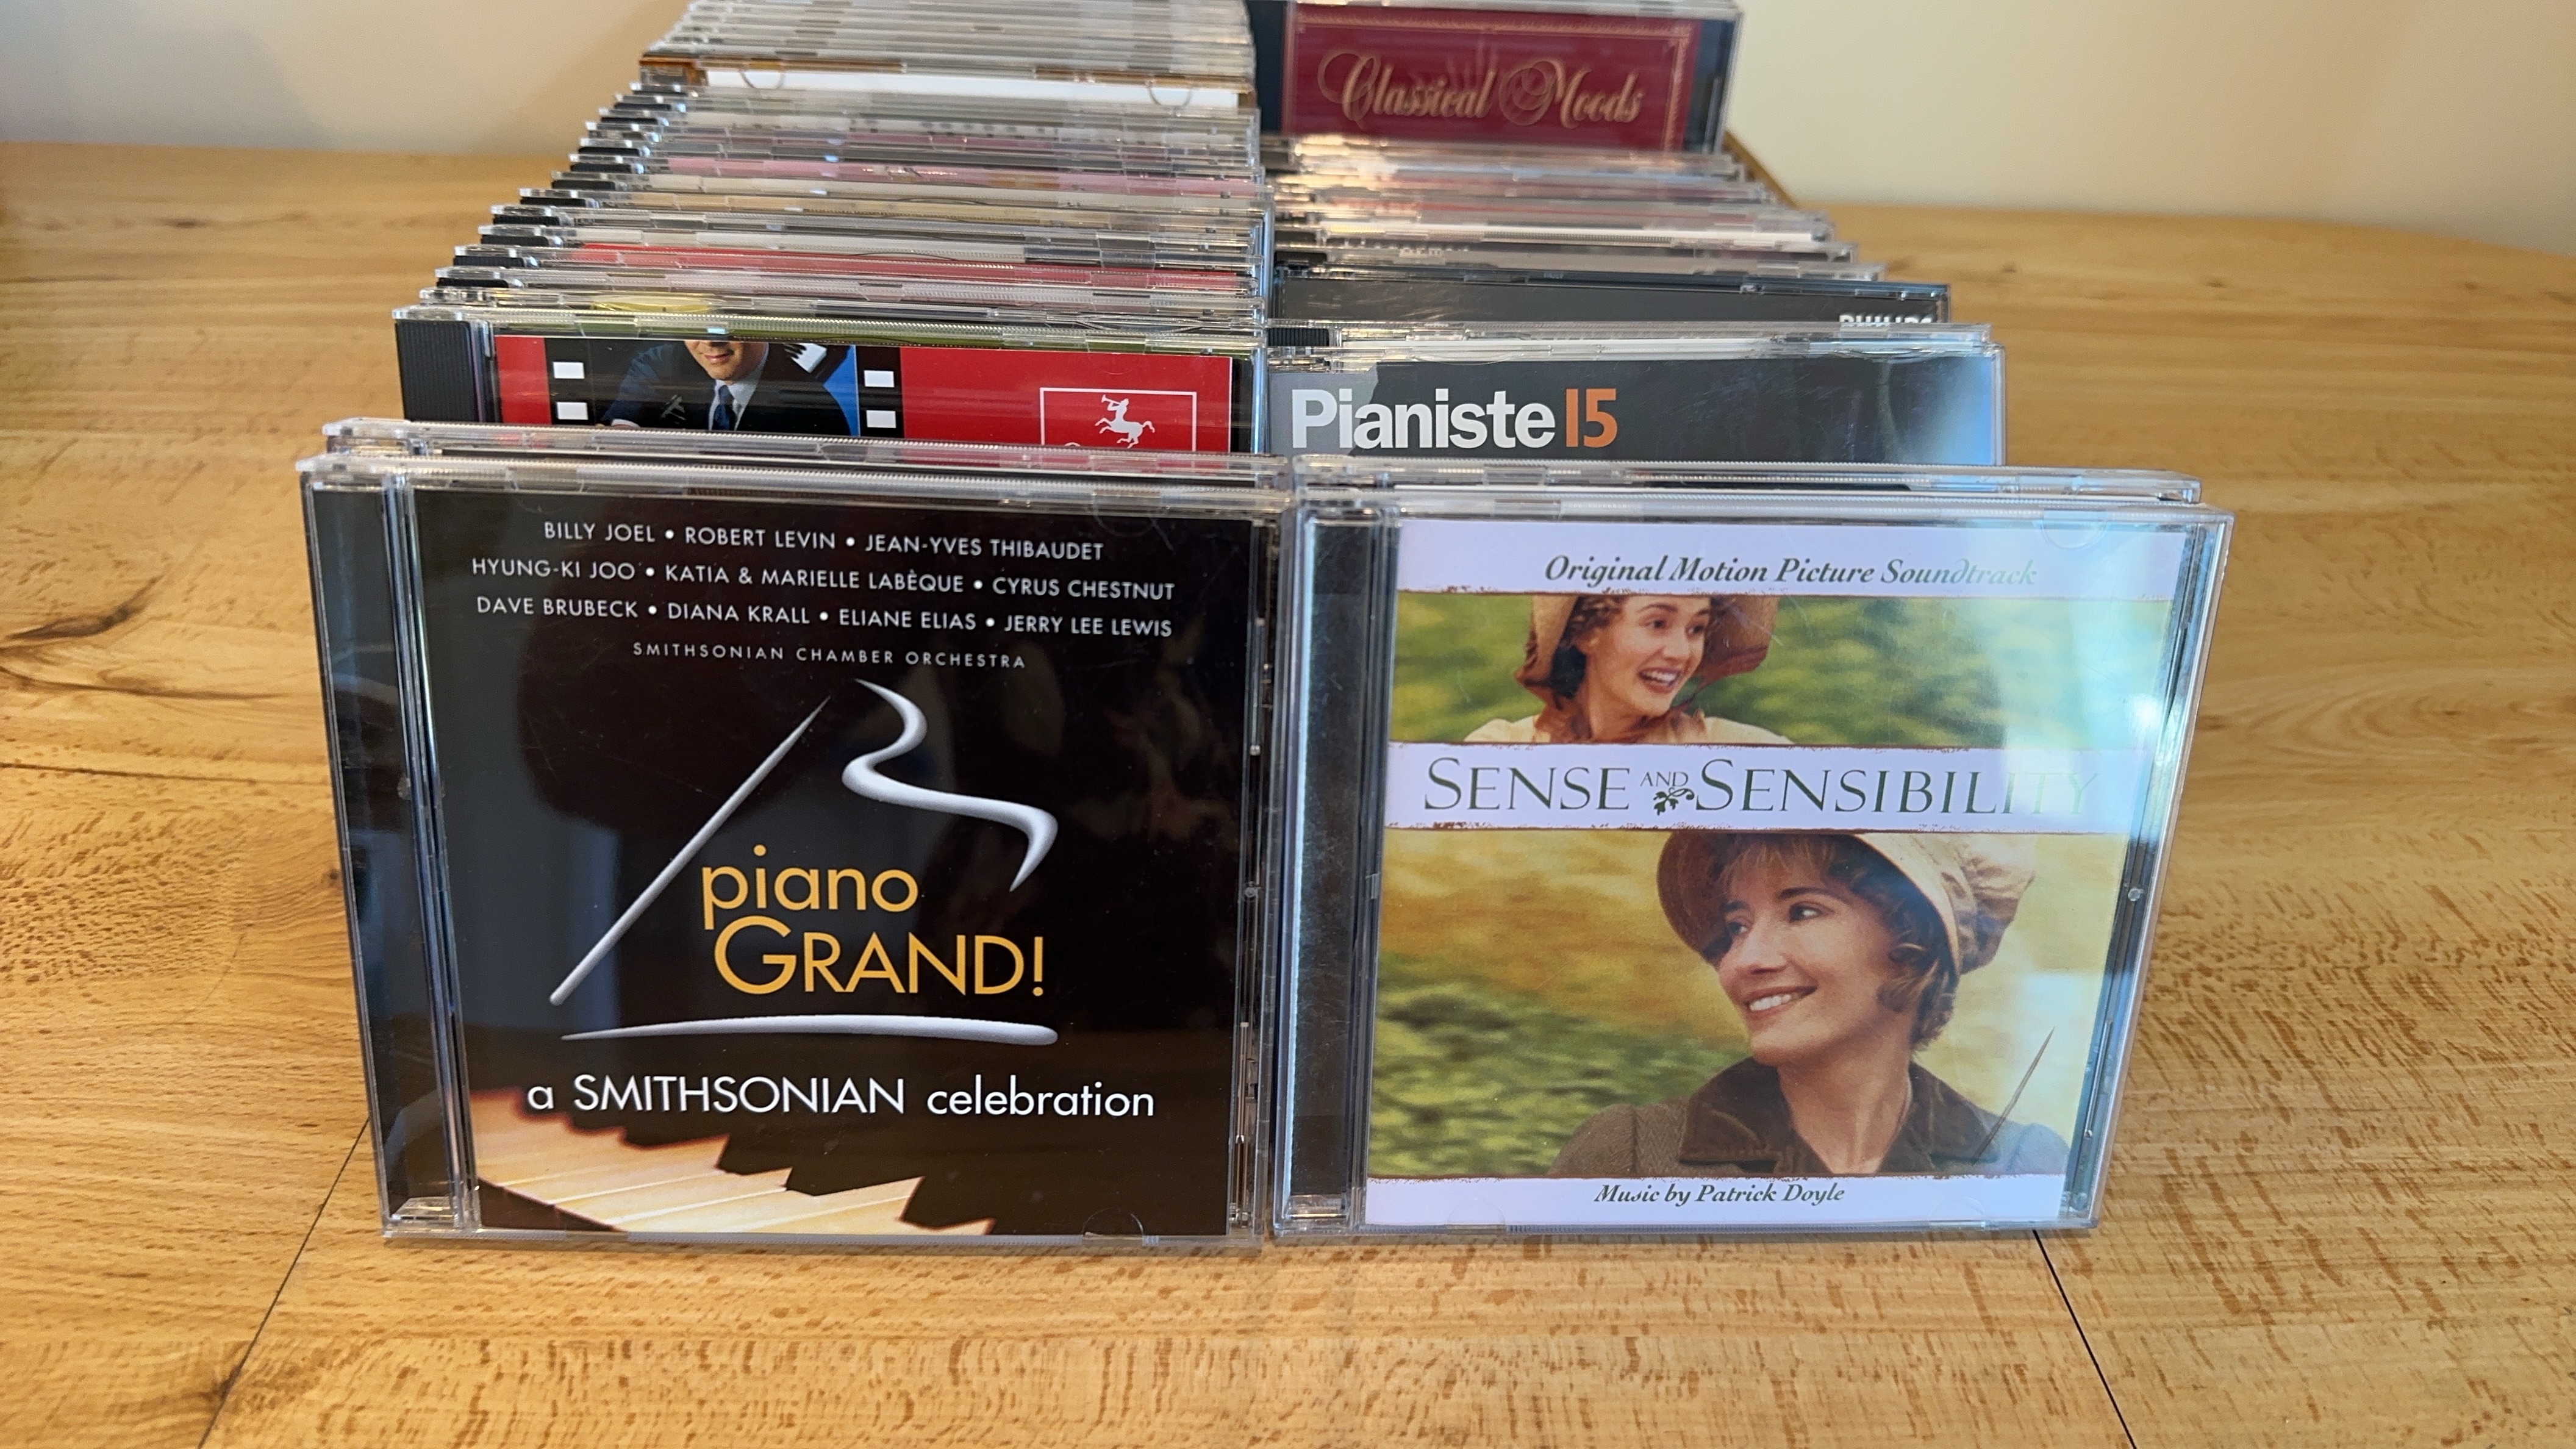 Classical Moods
PHILIPS
Pianiste 15
BILLY JOEL • ROBERT LEVIN • JEAN-YVES THIBAUDET
HYUNG-KI JOO • KATIA & MARIELLE LABÈQUE • CYRUS CHESTNUT
DAVE BRUBECK • DIANA KRALL • ELIANE ELIAS • JERRY LEE LEWIS
SMITHSONIAN CHAMBER ORCHESTRA
piano
GRAND!
a SMITHSONIAN celebration
Original Motion Picture Soundtrack
SENSE AND SENSIBILITY
Music by Patrick Doyle